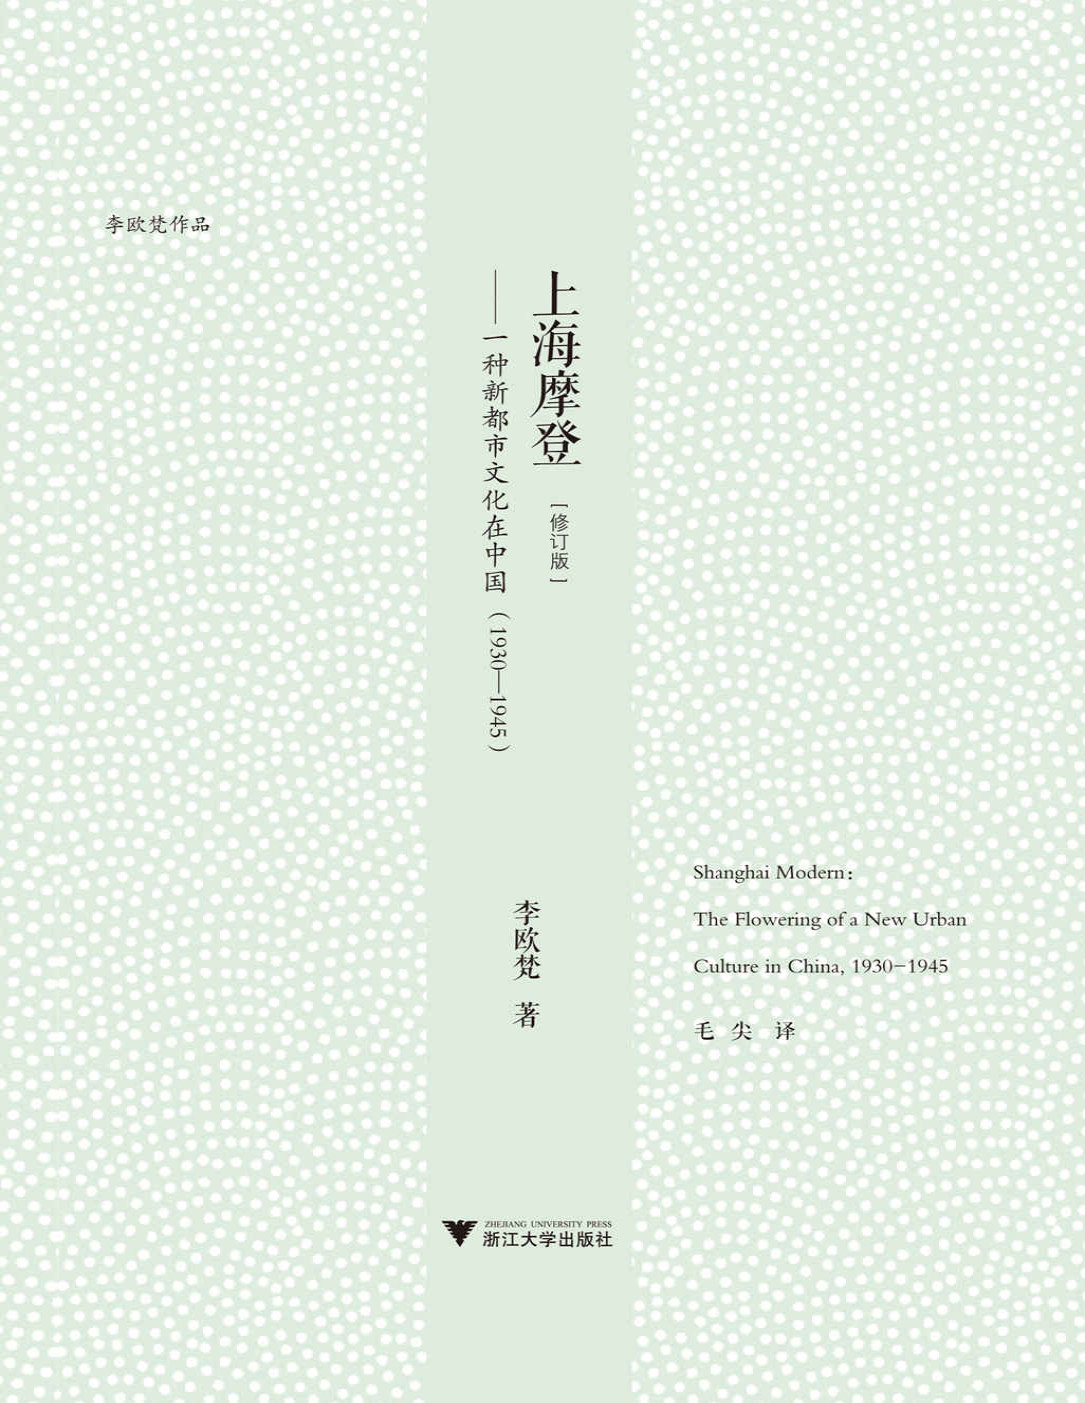 李欧梵作品
上海摩登
[修订版]
——一种新都市文化在中国（1930—1945）
李欧梵 著
Shanghai Modern:
The Flowering of a New Urban
Culture in China, 1930-1945
毛 尖 译
ZHEJIANG UNIVERSITY PRESS
浙江大学出版社